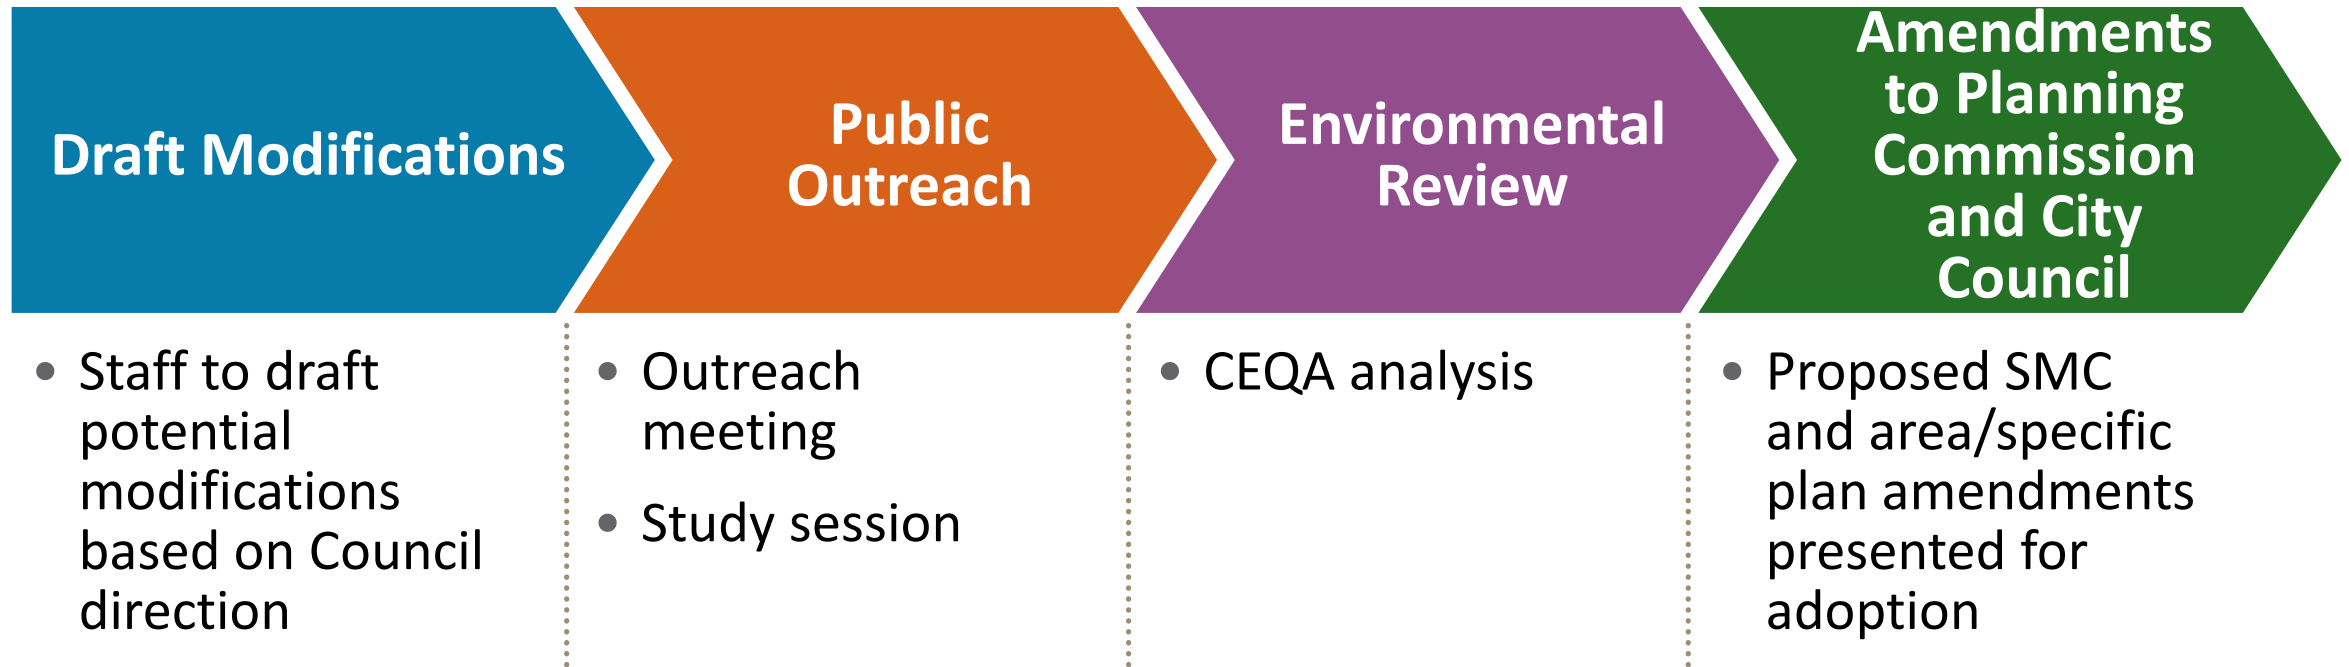 Draft Modifications
Public
Outreach
Environmental
Review
Amendments
to Planning
Commission
and City
Council
• Staff to draft
potential
modifications
based on Council
direction
• Outreach
meeting
• Study session
• CEQA analysis
• Proposed SMC
and area/specific
plan amendments
presented for
adoption